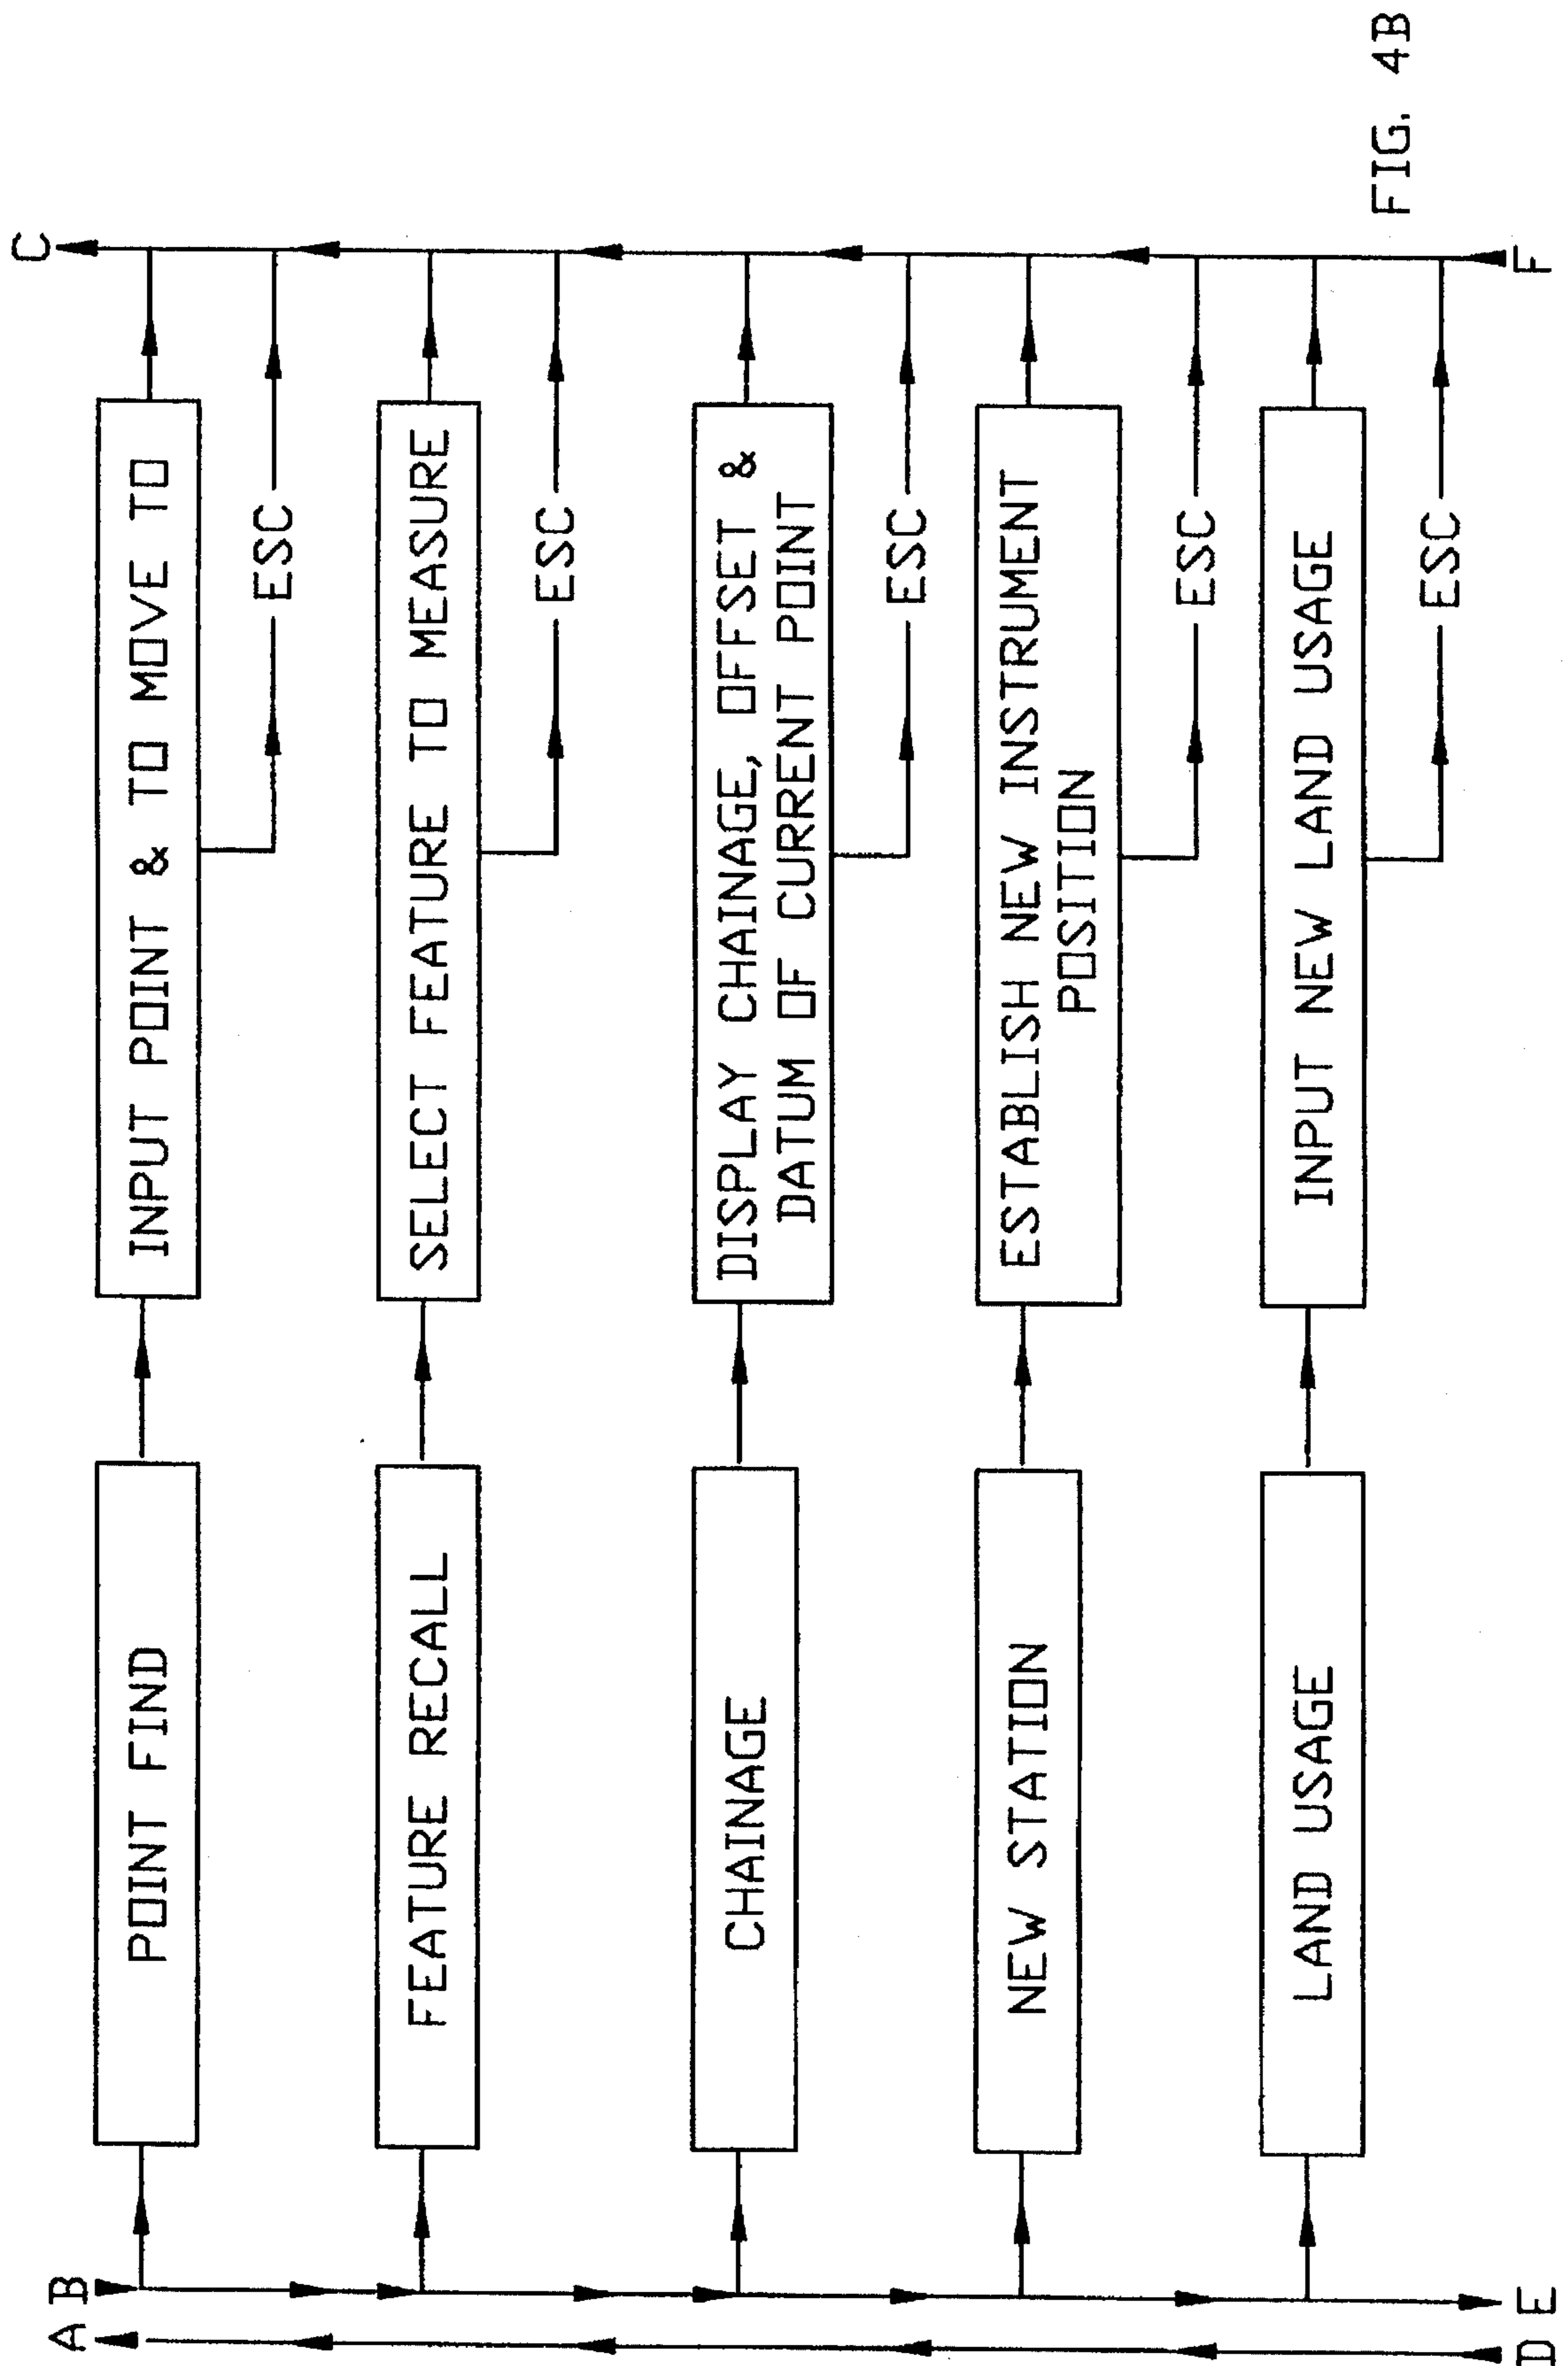 A
B
C
POINT FIND
INPUT POINT & TO MOVE TO
ESC
FEATURE RECALL
SELECT FEATURE TO MEASURE
ESC
CHAINAGE
DISPLAY CHAINAGE, OFFSET &
DATUM OF CURRENT POINT
ESC
NEW STATION
ESTABLISH NEW INSTRUMENT
POSITION
ESC
LAND USAGE
INPUT NEW LAND USAGE
ESC
D
E
F
FIG. 4B